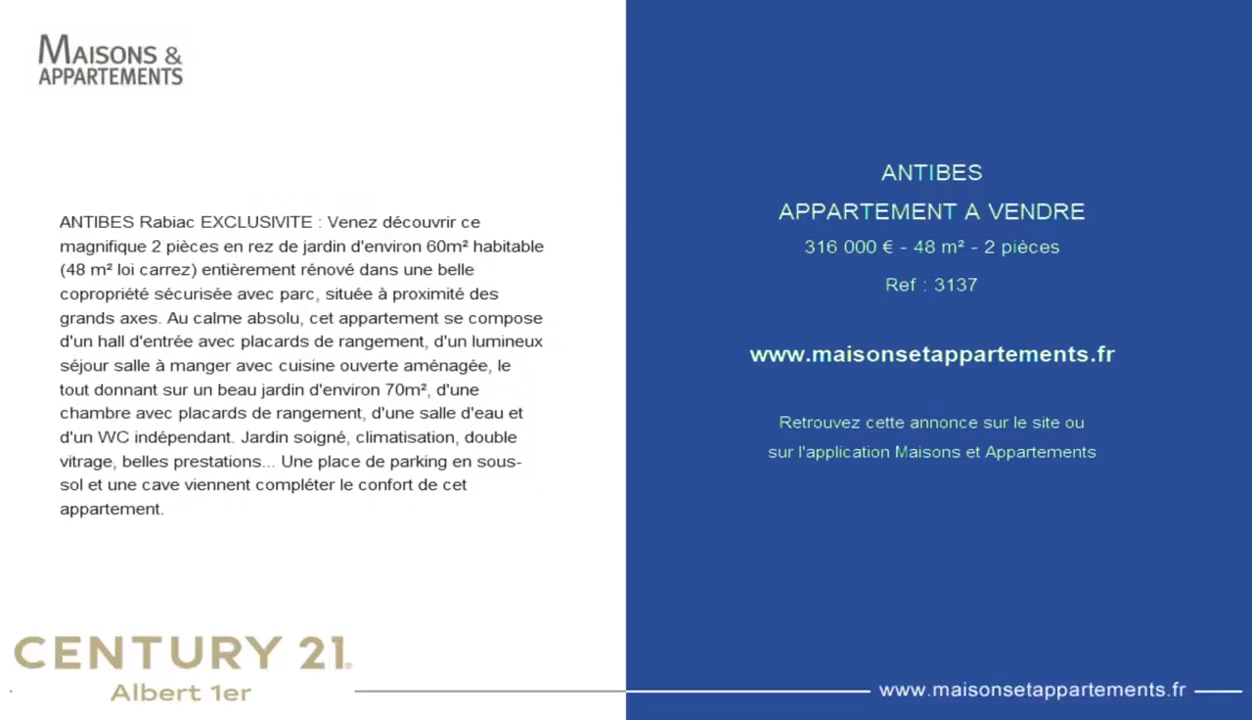 MAISONS &
APPARTEMENTS
ANTIBES Rabiac EXCLUSIVITE : Venez découvrir ce
magnifique 2 pièces en rez de jardin d'environ 60m² habitable
(48 m² loi carrez) entièrement rénové dans une belle
copropriété sécurisée avec parc, située à proximité des
grands axes. Au calme absolu, cet appartement se compose
d'un hall d'entrée avec placards de rangement, d'un lumineux
séjour salle à manger avec cuisine ouverte aménagée, le
tout donnant sur un beau jardin d'environ 70m², d'une
chambre avec placards de rangement, d'une salle d'eau et
d'un WC indépendant. Jardin soigné, climatisation, double
vitrage, belles prestations... Une place de parking en sous-
sol et une cave viennent compléter le confort de cet
appartement.
CENTURY 21
Albert 1er
ANTIBES
APPARTEMENT A VENDRE
316 000 € - 48 m² - 2 pièces
Ref : 3137
www.maisonsetappartements.fr
Retrouvez cette annonce sur le site ou
sur l'application Maisons et Appartements
www.maisonsetappartements.fr